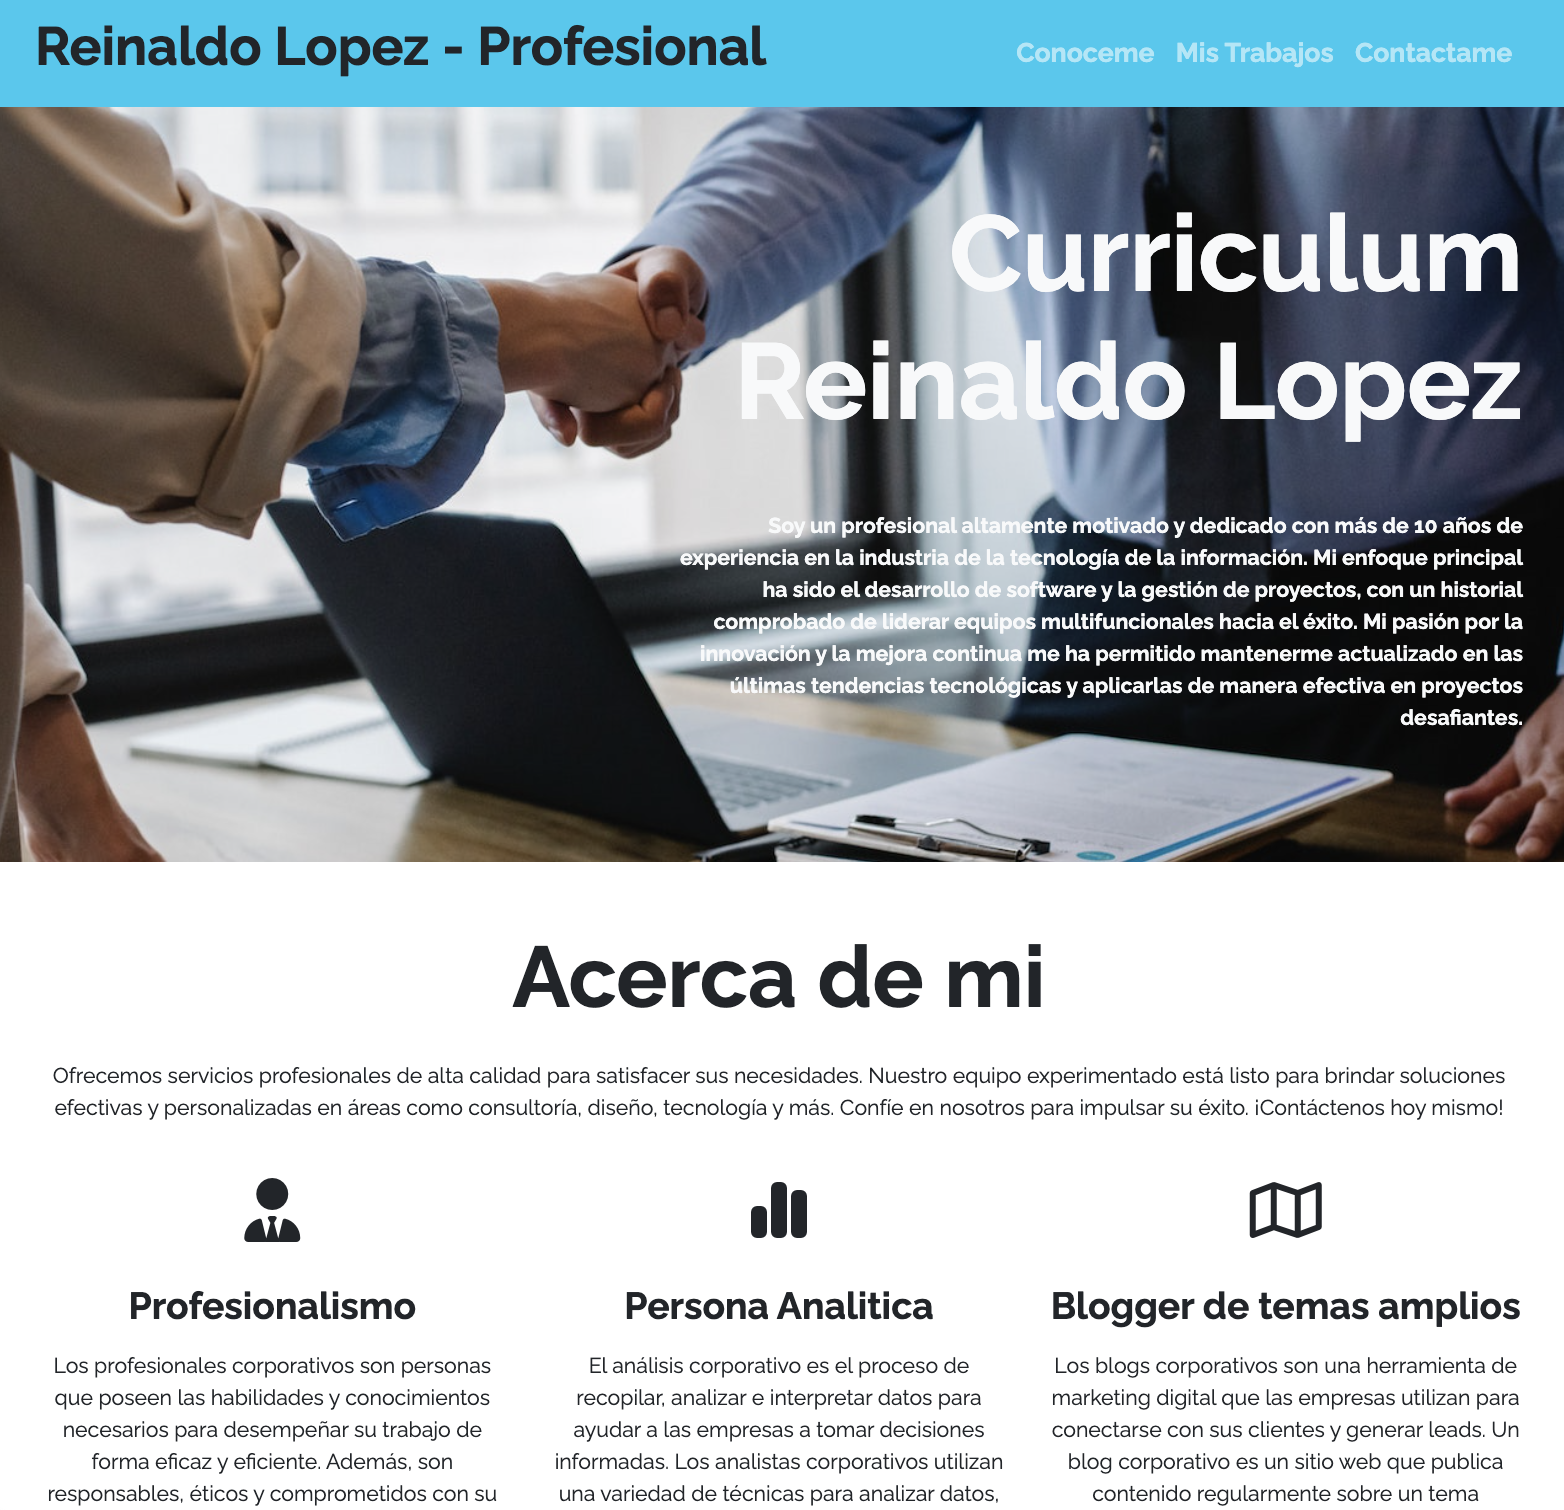 Reinaldo Lopez - Profesional
Conoceme Mis Trabajos Contactame
Curriculum
Reinaldo Lopez
Soy un profesional altamente motivado y dedicado con más de 10 años de
experiencia en la industria de la tecnología de la información. Mi enfoque principal
ha sido el desarrollo de software y la gestión de proyectos, con un historial
comprobado de liderar equipos multifuncionales hacia el éxito. Mi pasión por la
innovación y la mejora continua me ha permitido mantenerme actualizado en las
últimas tendencias tecnológicas y aplicarlas de manera efectiva en proyectos
desafiantes.
Acerca de mi
Ofrecemos servicios profesionales de alta calidad para satisfacer sus necesidades. Nuestro equipo experimentado está listo para brindar soluciones
efectivas y personalizadas en áreas como consultoría, diseño, tecnología y más. Confíe en nosotros para impulsar su éxito. ¡Contáctenos hoy mismo!
Profesionalismo
Los profesionales corporativos son personas
que poseen las habilidades y conocimientos
necesarios para desempeñar su trabajo de
forma eficaz y eficiente. Además, son
responsables, éticos y comprometidos con su
Persona Analitica
El análisis corporativo es el proceso de
recopilar, analizar e interpretar datos para
ayudar a las empresas a tomar decisiones
informadas. Los analistas corporativos utilizan
una variedad de técnicas para analizar datos,
Blogger de temas amplios
Los blogs corporativos son una herramienta de
marketing digital que las empresas utilizan para
conectarse con sus clientes y generar leads. Un
blog corporativo es un sitio web que publica
contenido regularmente sobre un tema